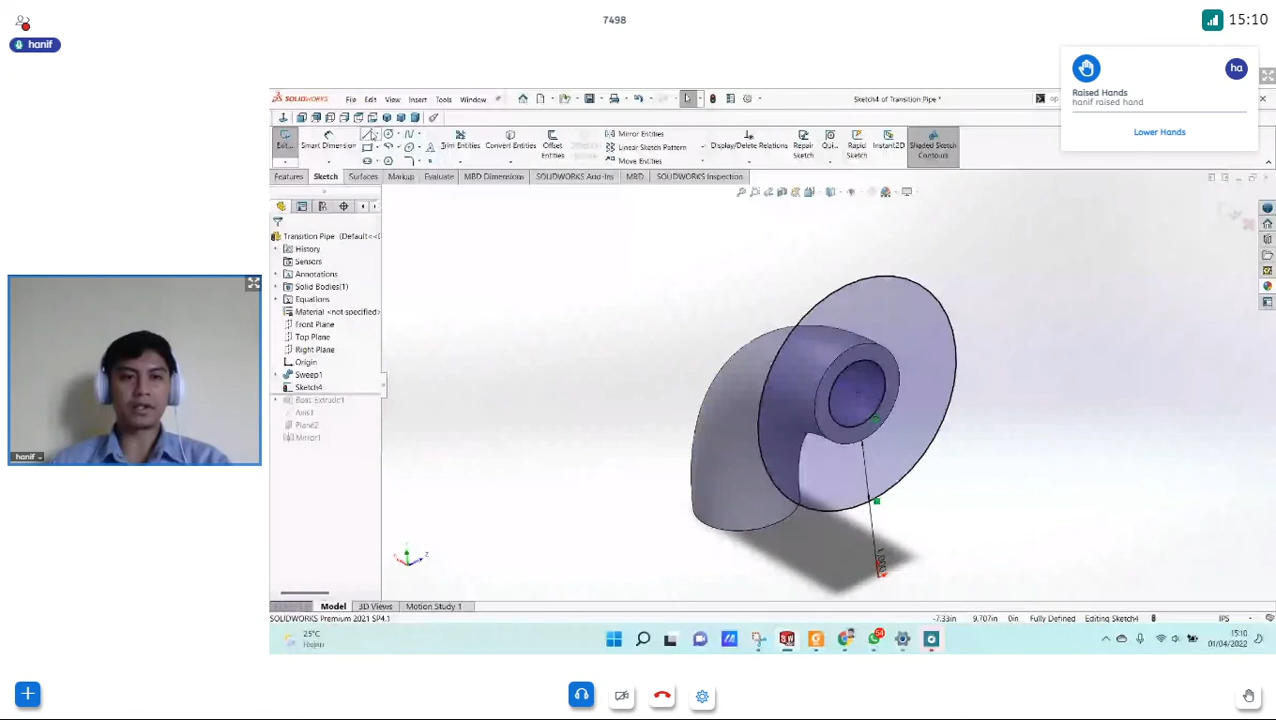 7498
15:10
hanif
ha
Raised Hands
hanif raised hand
Lower Hands
SOLIDWORKS
File Edit View Insert Tools Window
Sketch4 of Transition Pipe *
Exit...
Smart Dimension
Trim Entities
Convert Entities
Offset Entities
Mirror Entities
Linear Sketch Pattern
Move Entities
Display/Delete Relations
Repair Sketch
Qui...
Rapid Sketch
Instant2D
Shaded Sketch Contours
Features Sketch Surfaces Markup Evaluate MBD Dimensions SOLIDWORKS Add-Ins MBD SOLIDWORKS Inspection
Transition Pipe (Default<<D
History
Sensors
Annotations
Solid Bodies(1)
Equations
Material <not specified>
Front Plane
Top Plane
Right Plane
Origin
Sweep1
Sketch4
Boss-Extrude1
Axis1
Plane2
Mirror1
hanif
Model 3D Views Motion Study 1
SOLIDWORKS Premium 2021 SP4.1
-7.33in 9.707in 0in Fully Defined Editing Sketch4 IPS
25°C
54
15:10
01/04/2022